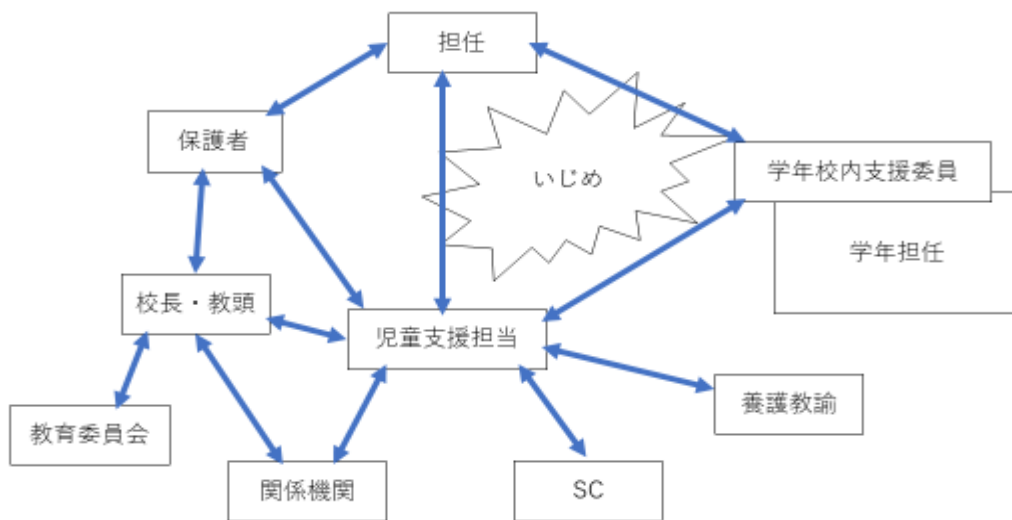 担任
保護者
いじめ
学年校内支援委員
学年担任
校長・教頭
児童支援担当
養護教諭
教育委員会
関係機関
SC